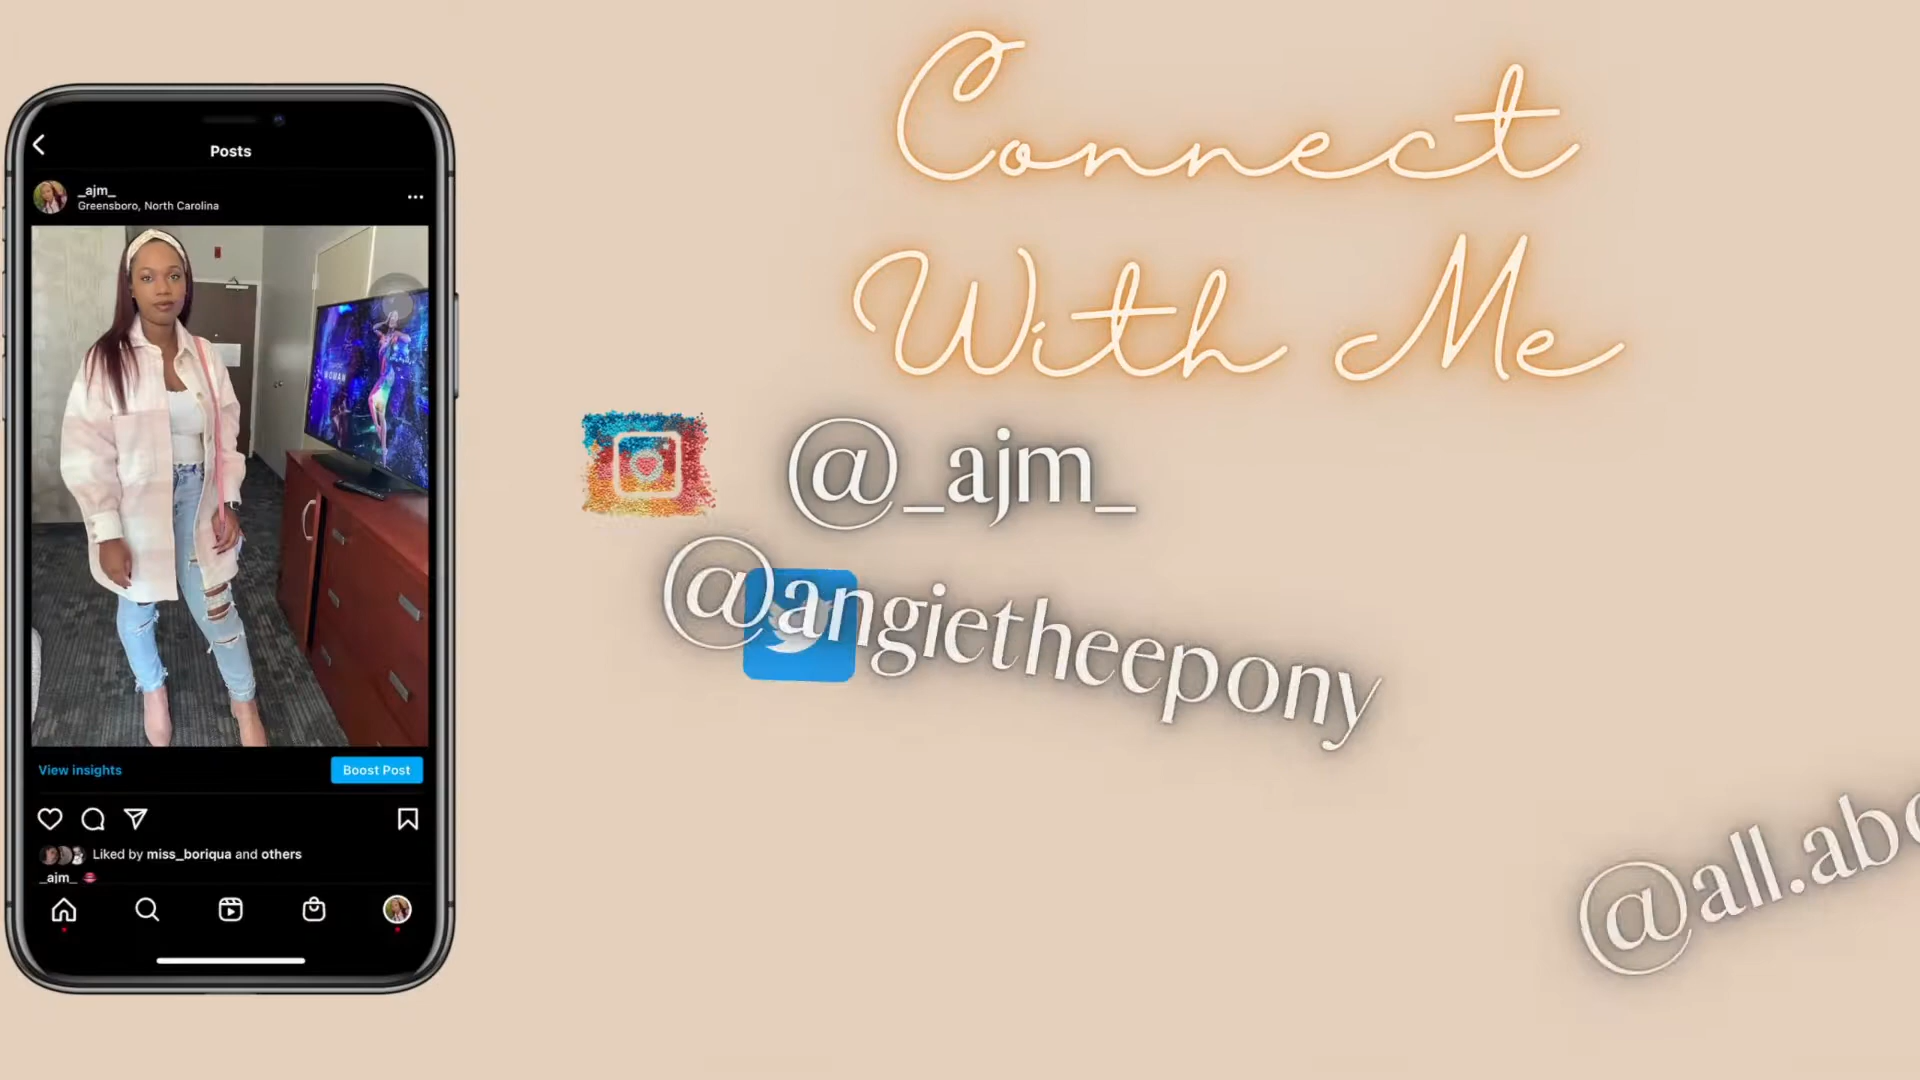 Connect
With Me
Posts
_ajm_
Greensboro, North Carolina
WOMAN
@_ajm_
@angietheepony
View insights
Boost Post
Liked by miss_boriqua and others
_ajm_
@all.abo